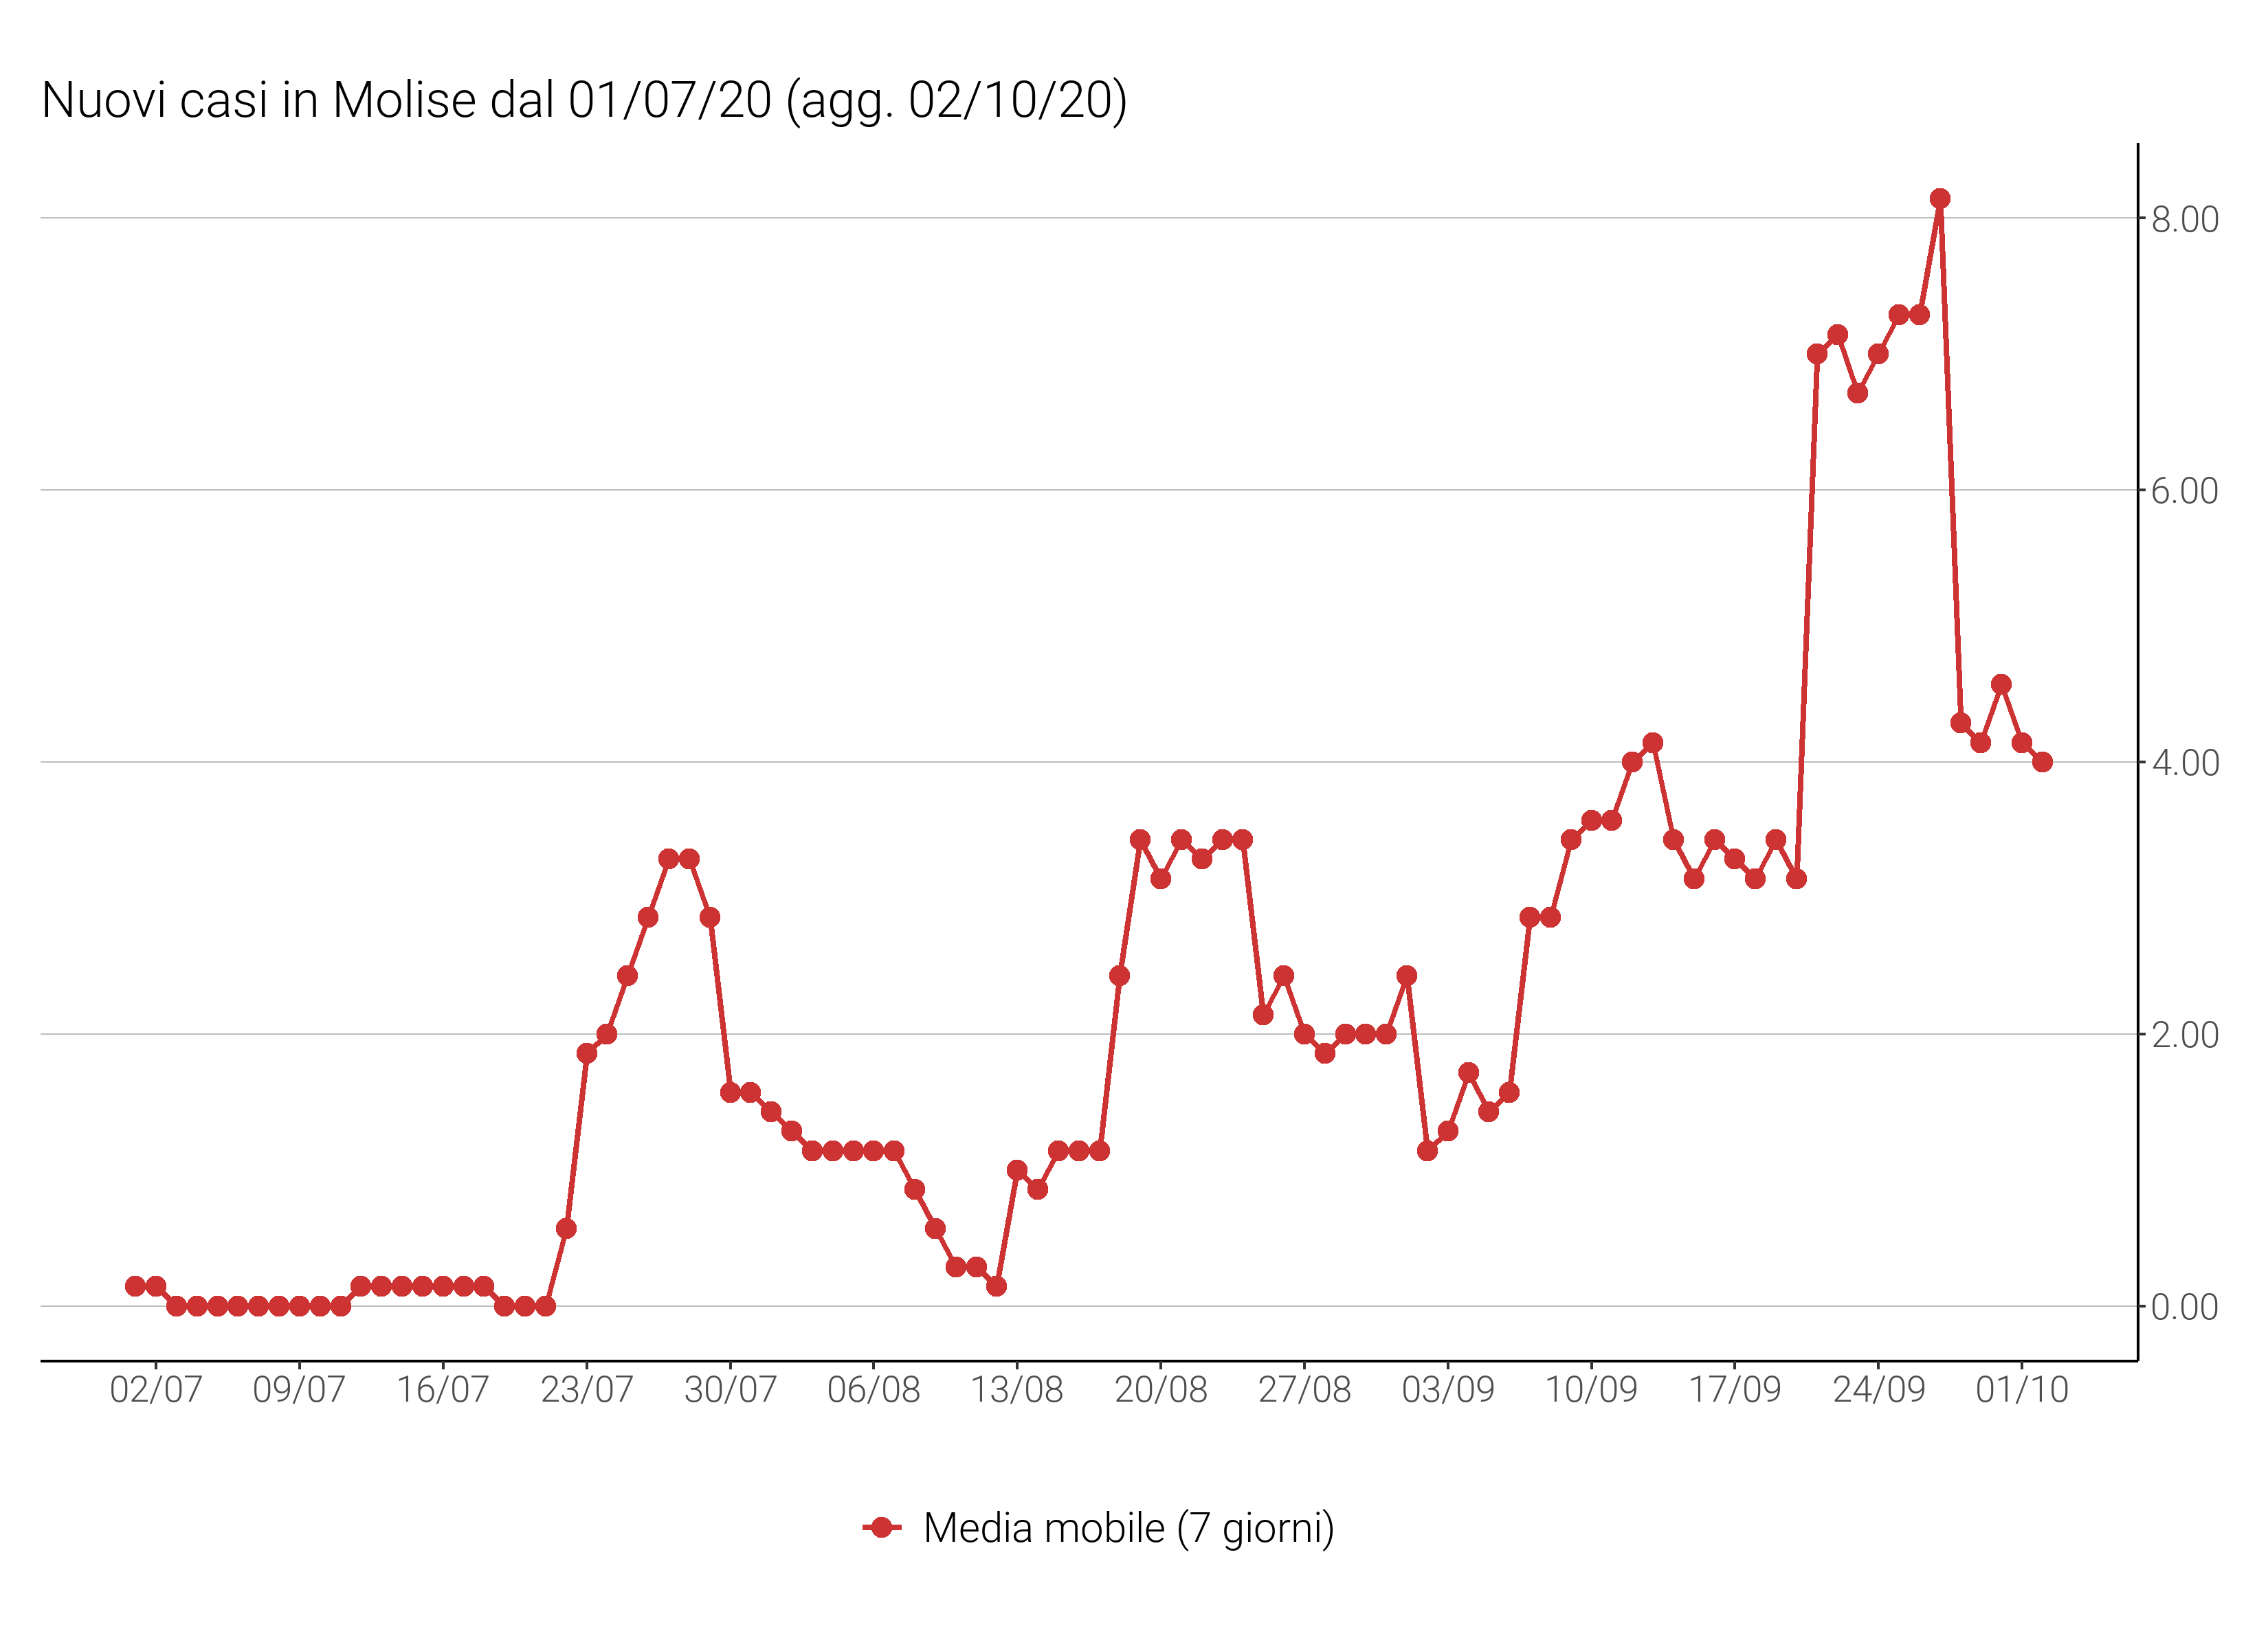 Nuovi casi in Molise dal 01/07/20 (agg. 02/10/20)
8.00
6.00
4.00
2.00
0.00
02/07 09/07 16/07 23/07 30/07 06/08 13/08 20/08 27/08 03/09 10/09 17/09 24/09 01/10
Media mobile (7 giorni)